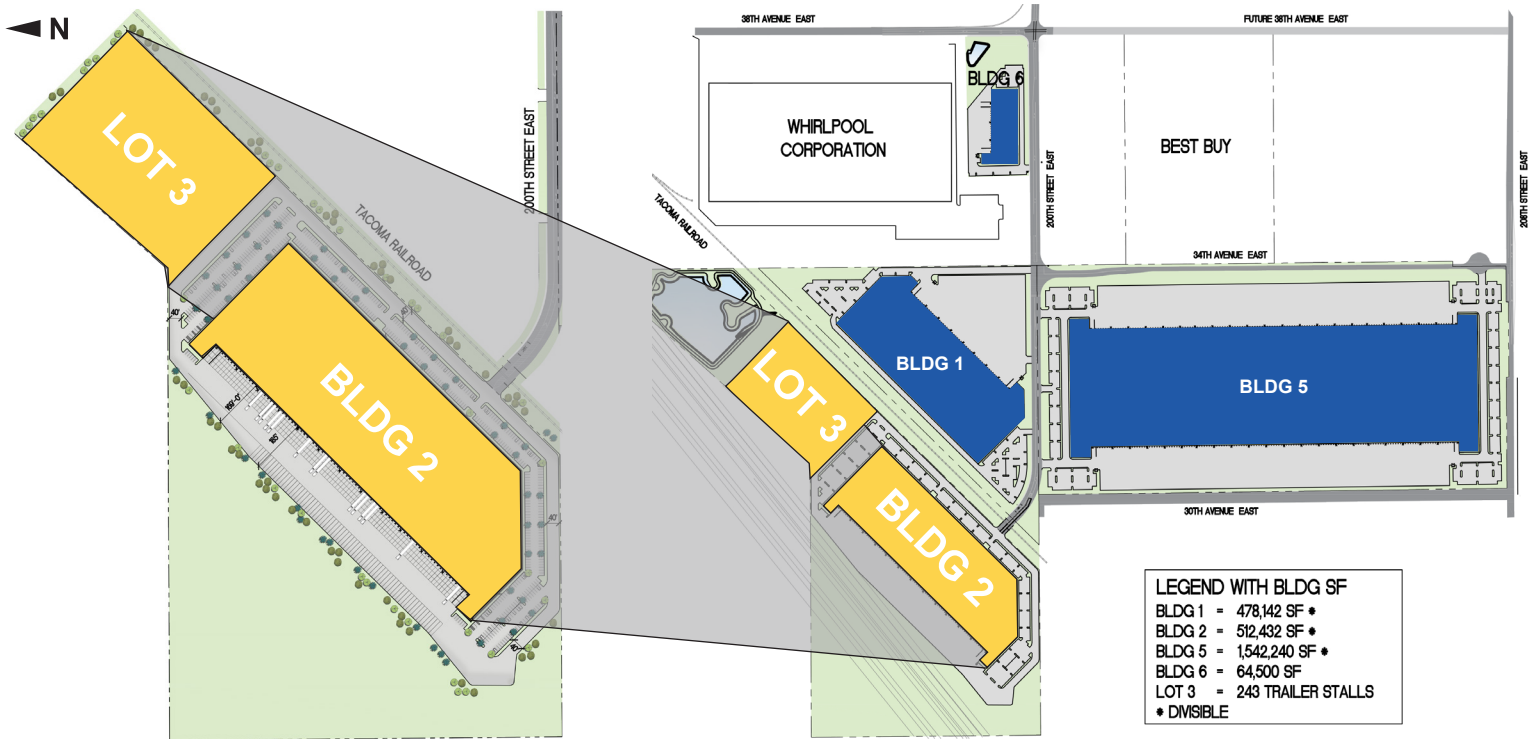 N
LOT 3
200TH STREET EAST
TACOMA RAILROAD
40'
40'
BLDG 2
40'
38TH AVENUE EAST
FUTURE 38TH AVENUE EAST
BLDG 6
WHIRLPOOL
CORPORATION
BEST BUY
200TH STREET EAST
208TH STREET EAST
TACOMA RAILROAD
34TH AVENUE EAST
LOT 3
BLDG 1
BLDG 5
BLDG 2
30TH AVENUE EAST
LEGEND WITH BLDG SF
BLDG 1 = 478,142 SF *
BLDG 2 = 512,432 SF *
BLDG 5 = 1,542,240 SF *
BLDG 6 = 64,500 SF
LOT 3 = 243 TRAILER STALLS
* DIVISIBLE